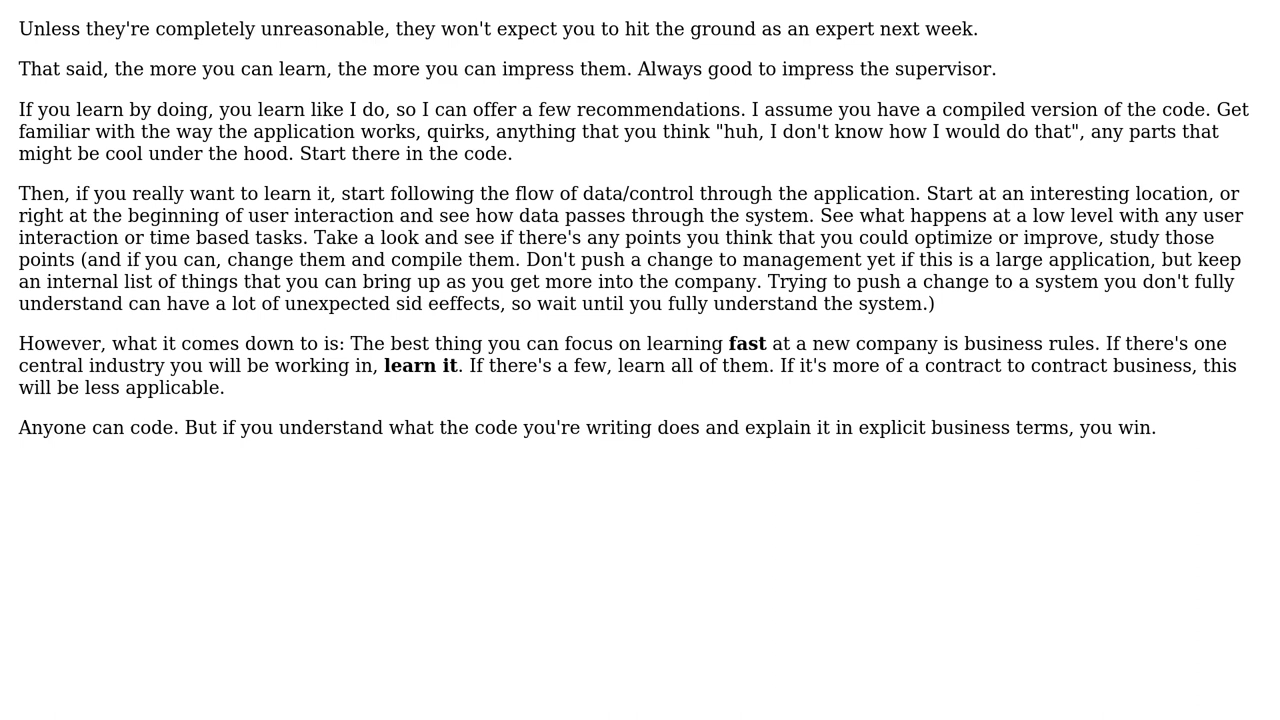 Unless they're completely unreasonable, they won't expect you to hit the ground as an expert next week.
That said, the more you can learn, the more you can impress them. Always good to impress the supervisor.
If you learn by doing, you learn like I do, so I can offer a few recommendations. I assume you have a compiled version of the code. Get
familiar with the way the application works, quirks, anything that you think "huh, I don't know how I would do that", any parts that
might be cool under the hood. Start there in the code.
Then, if you really want to learn it, start following the flow of data/control through the application. Start at an interesting location, or
right at the beginning of user interaction and see how data passes through the system. See what happens at a low level with any user
interaction or time based tasks. Take a look and see if there's any points you think that you could optimize or improve, study those
points (and if you can, change them and compile them. Don't push a change to management yet if this is a large application, but keep
an internal list of things that you can bring up as you get more into the company. Trying to push a change to a system you don't fully
understand can have a lot of unexpected sid eeffects, so wait until you fully understand the system.)
However, what it comes down to is: The best thing you can focus on learning fast at a new company is business rules. If there's one
central industry you will be working in, learn it. If there's a few, learn all of them. If it's more of a contract to contract business, this
will be less applicable.
Anyone can code. But if you understand what the code you're writing does and explain it in explicit business terms, you win.